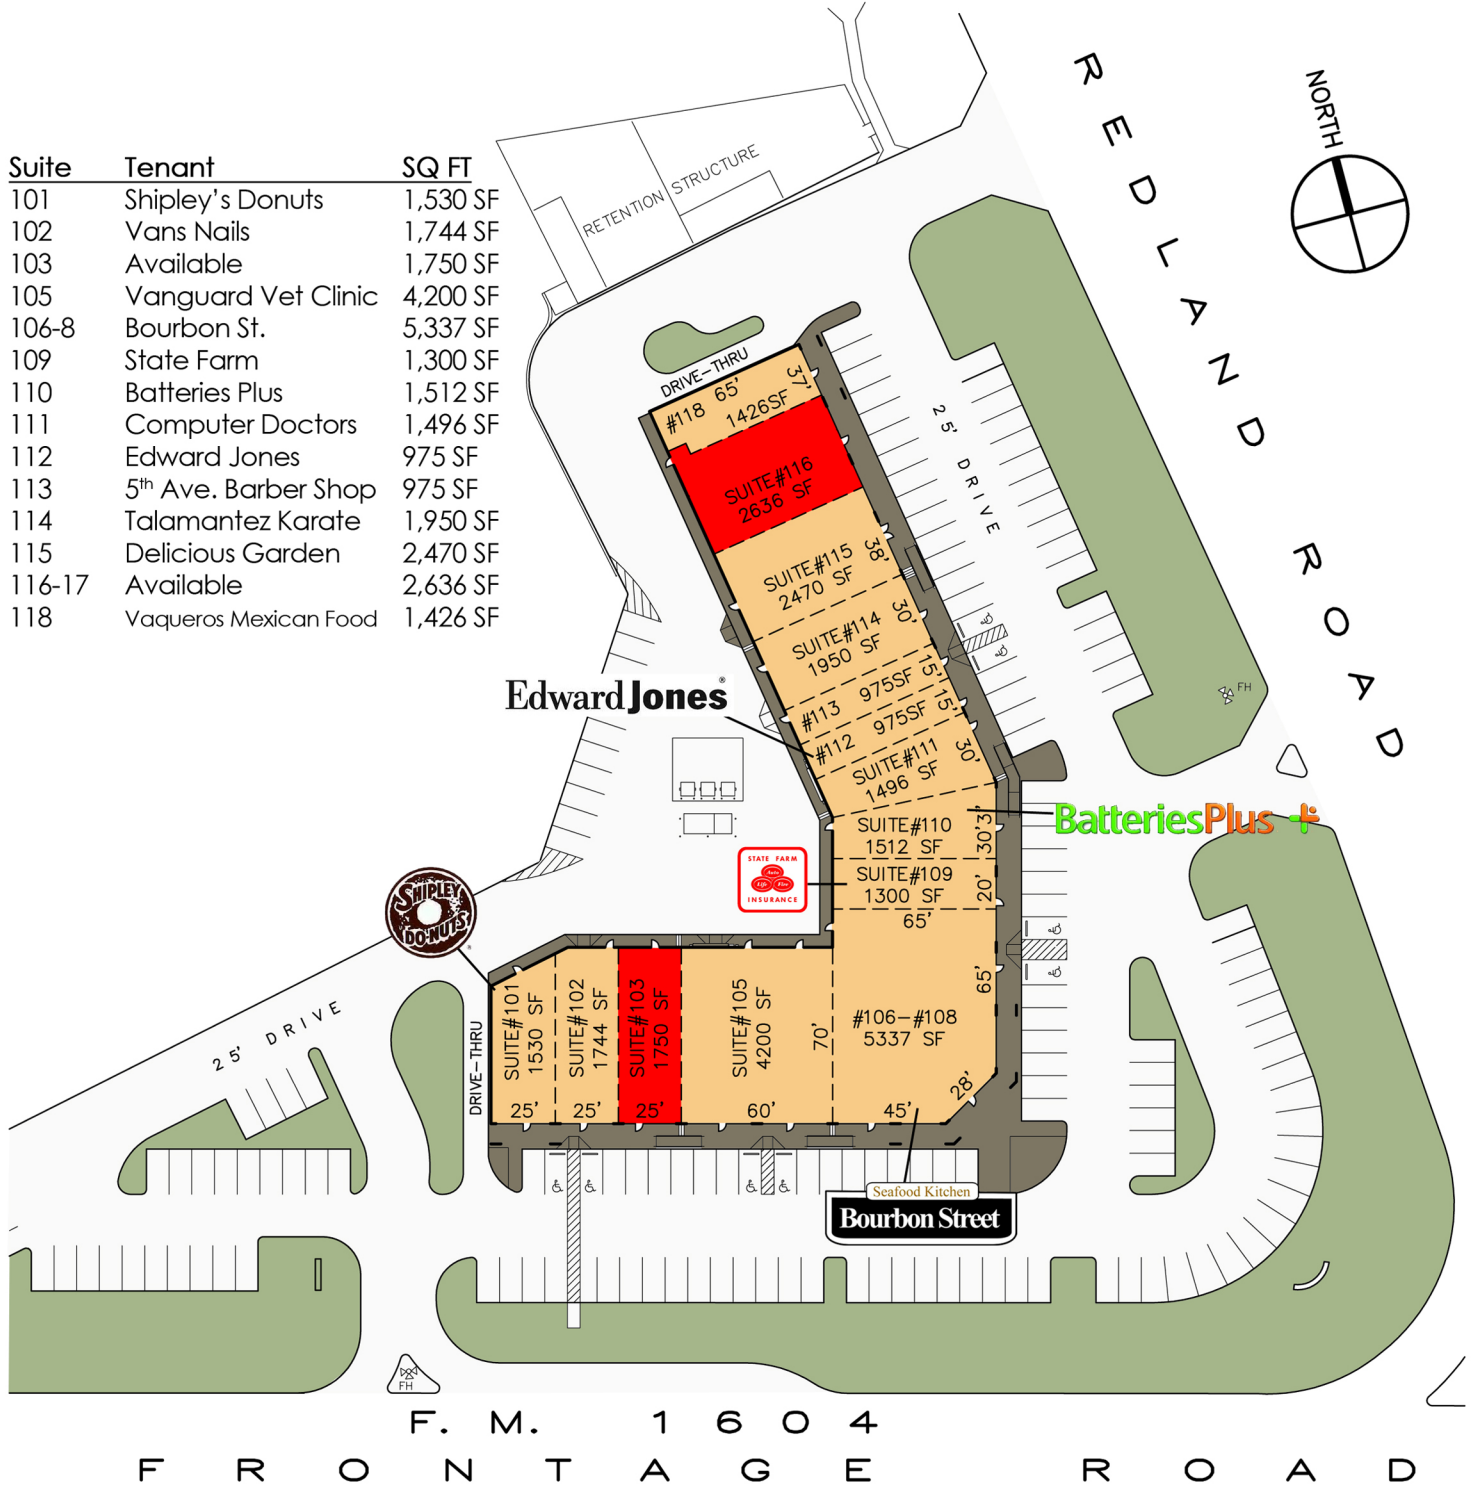 Suite Tenant SQ FT
101 Shipley's Donuts 1,530 SF
102 Vans Nails 1,744 SF
103 Available 1,750 SF
105 Vanguard Vet Clinic 4,200 SF
106-8 Bourbon St. 5,337 SF
109 State Farm 1,300 SF
110 Batteries Plus 1,512 SF
111 Computer Doctors 1,496 SF
112 Edward Jones 975 SF
113 5th Ave. Barber Shop 975 SF
114 Talamantez Karate 1,950 SF
115 Delicious Garden 2,470 SF
116-17 Available 2,636 SF
118 Vaqueros Mexican Food 1,426 SF
RETENTION STRUCTURE
REDLAND ROAD
NORTH
DRIVE-THRU
#118 65' 37'
1426SF
SUITE#116
2636 SF
25' DRIVE
SUITE#115 38'
2470 SF
SUITE#114 30'
1950 SF
#113 975SF 15'
#112 975SF 15'
SUITE#111 30'
1496 SF
Edward Jones®
FH
BatteriesPlus
SUITE#110 30'3"
1512 SF
STATE FARM
Auto
Life Fire
INSURANCE
SUITE#109 20'
1300 SF
65'
SHIPLEY
DO-NUTS
®
25' DRIVE
DRIVE-THRU
SUITE#101
1530 SF
25'
SUITE#102
1744 SF
25'
SUITE#103
1750 SF
25'
SUITE#105
4200 SF
60'
70'
#106-#108
5337 SF
65'
28'
45'
Seafood Kitchen
Bourbon Street
FH
F. M. 1604
FRONTAGE ROAD